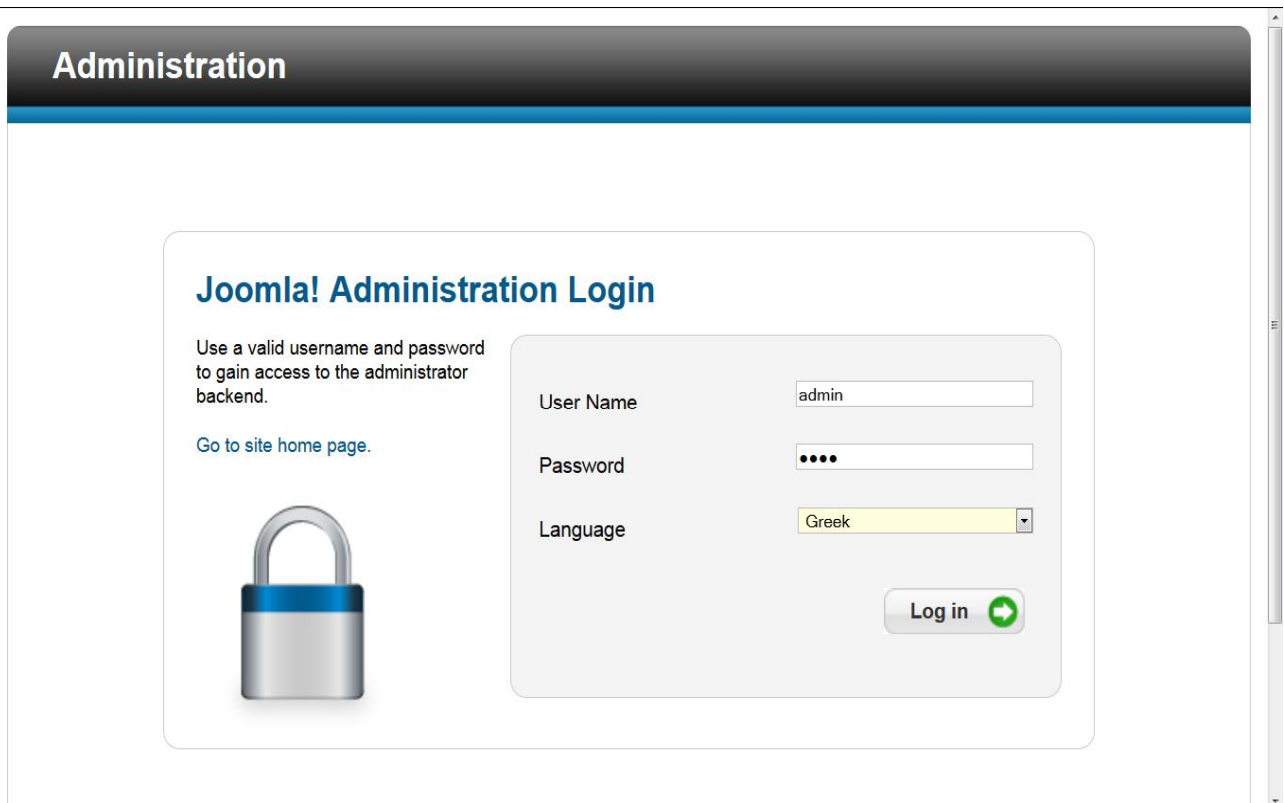 Administration
Joomla! Administration Login
Use a valid username and password
to gain access to the administrator
backend.
Go to site home page.
User Name
admin
Password
••••
Language
Greek
Log in